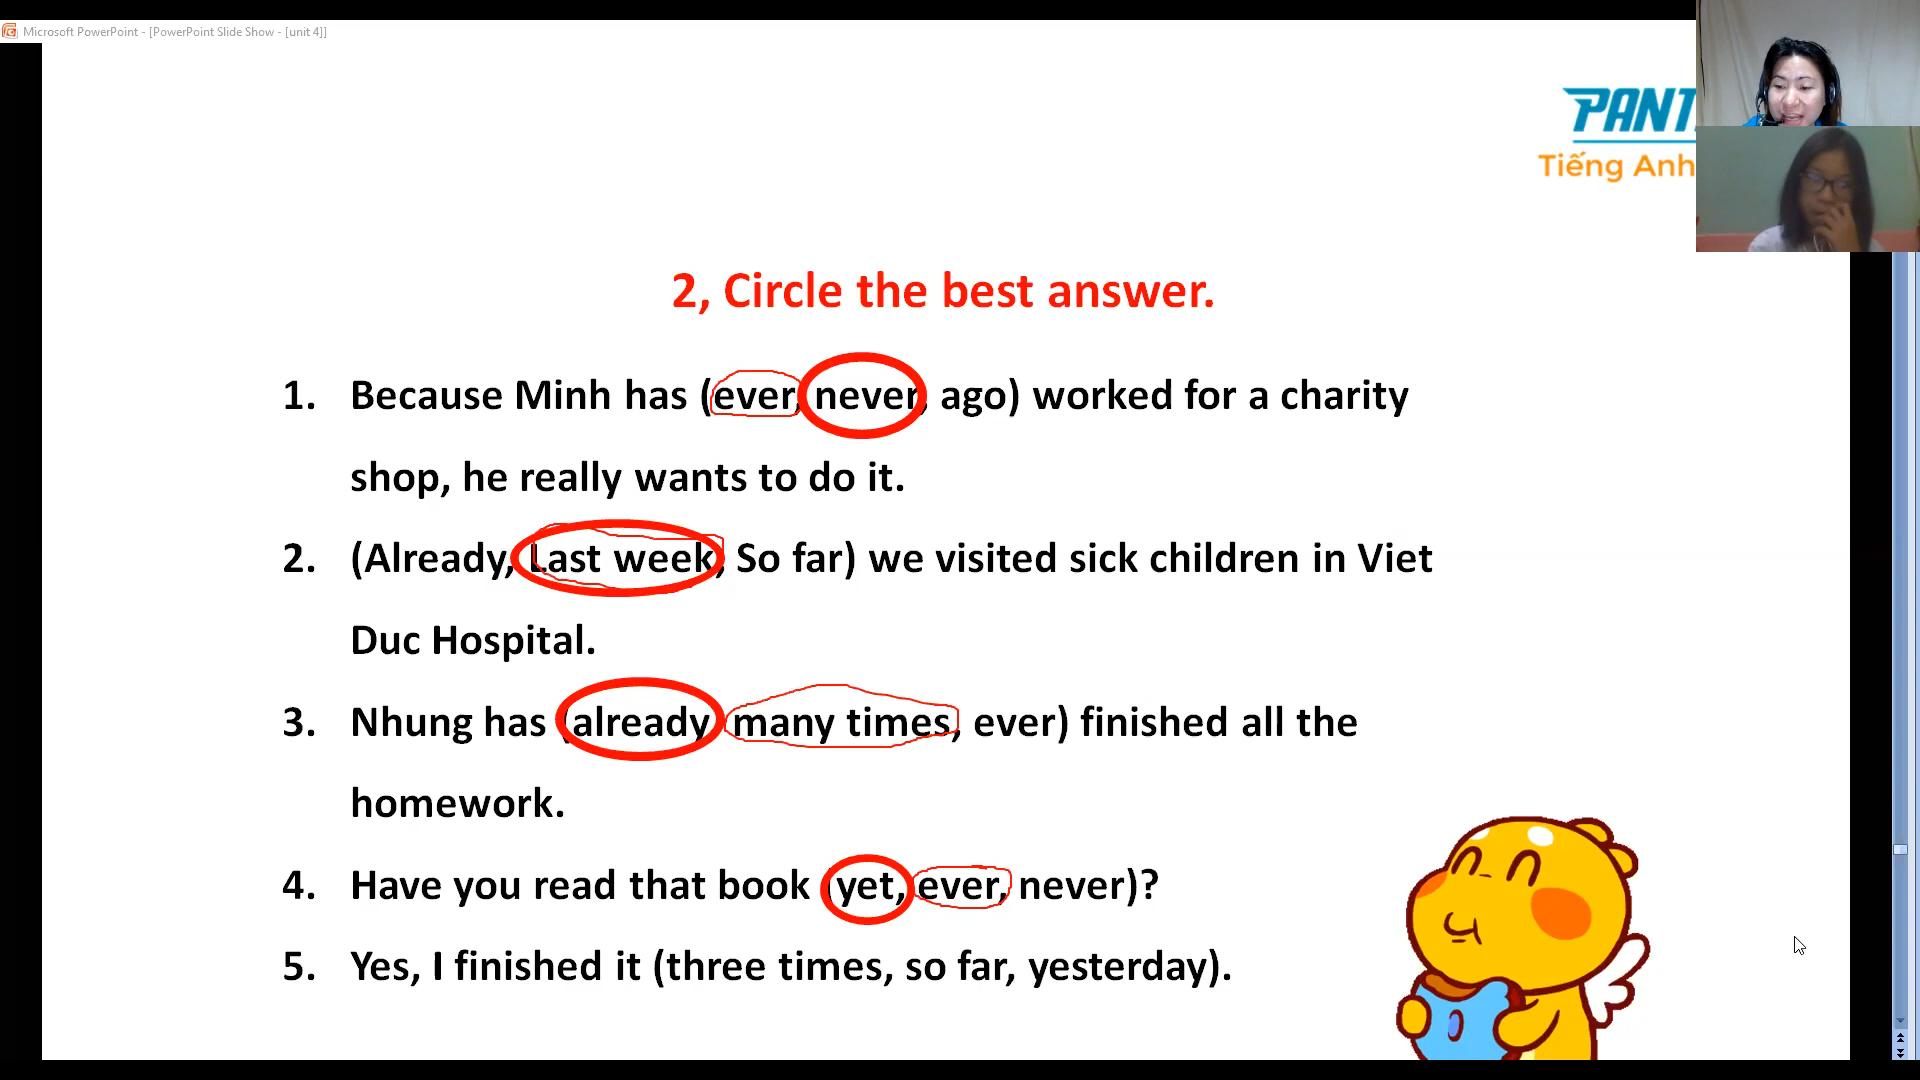 Microsoft PowerPoint - [PowerPoint Slide Show - [unit 4]]
PANT
Tiếng Anh
2, Circle the best answer.
1. Because Minh has (ever, never, ago) worked for a charity
shop, he really wants to do it.
2. (Already, Last week, So far) we visited sick children in Viet
Duc Hospital.
3. Nhung has (already many times, ever) finished all the
homework.
4. Have you read that book (yet, ever, never)?
5. Yes, I finished it (three times, so far, yesterday).